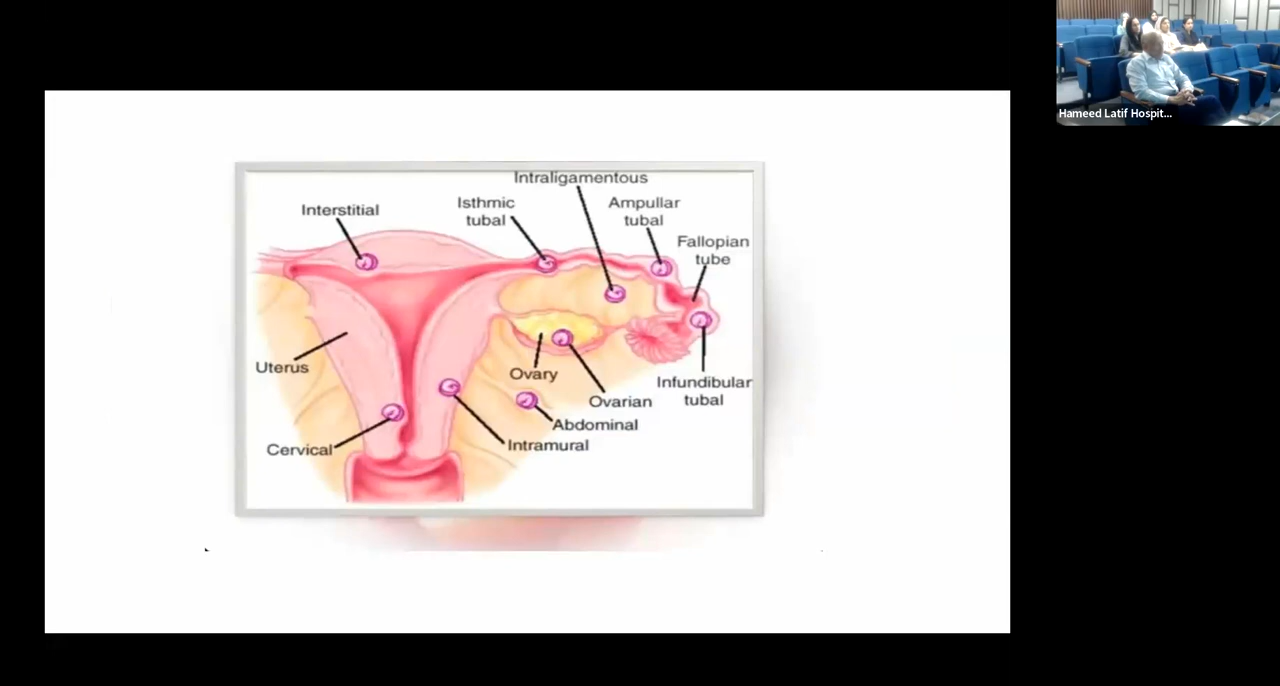 Hameed Latif Hospit...
Intraligamentous
Interstitial
Isthmic
tubal
Ampullar
tubal
Fallopian
tube
Uterus
Ovary
Ovarian
Infundibular
tubal
Abdominal
Intramural
Cervical